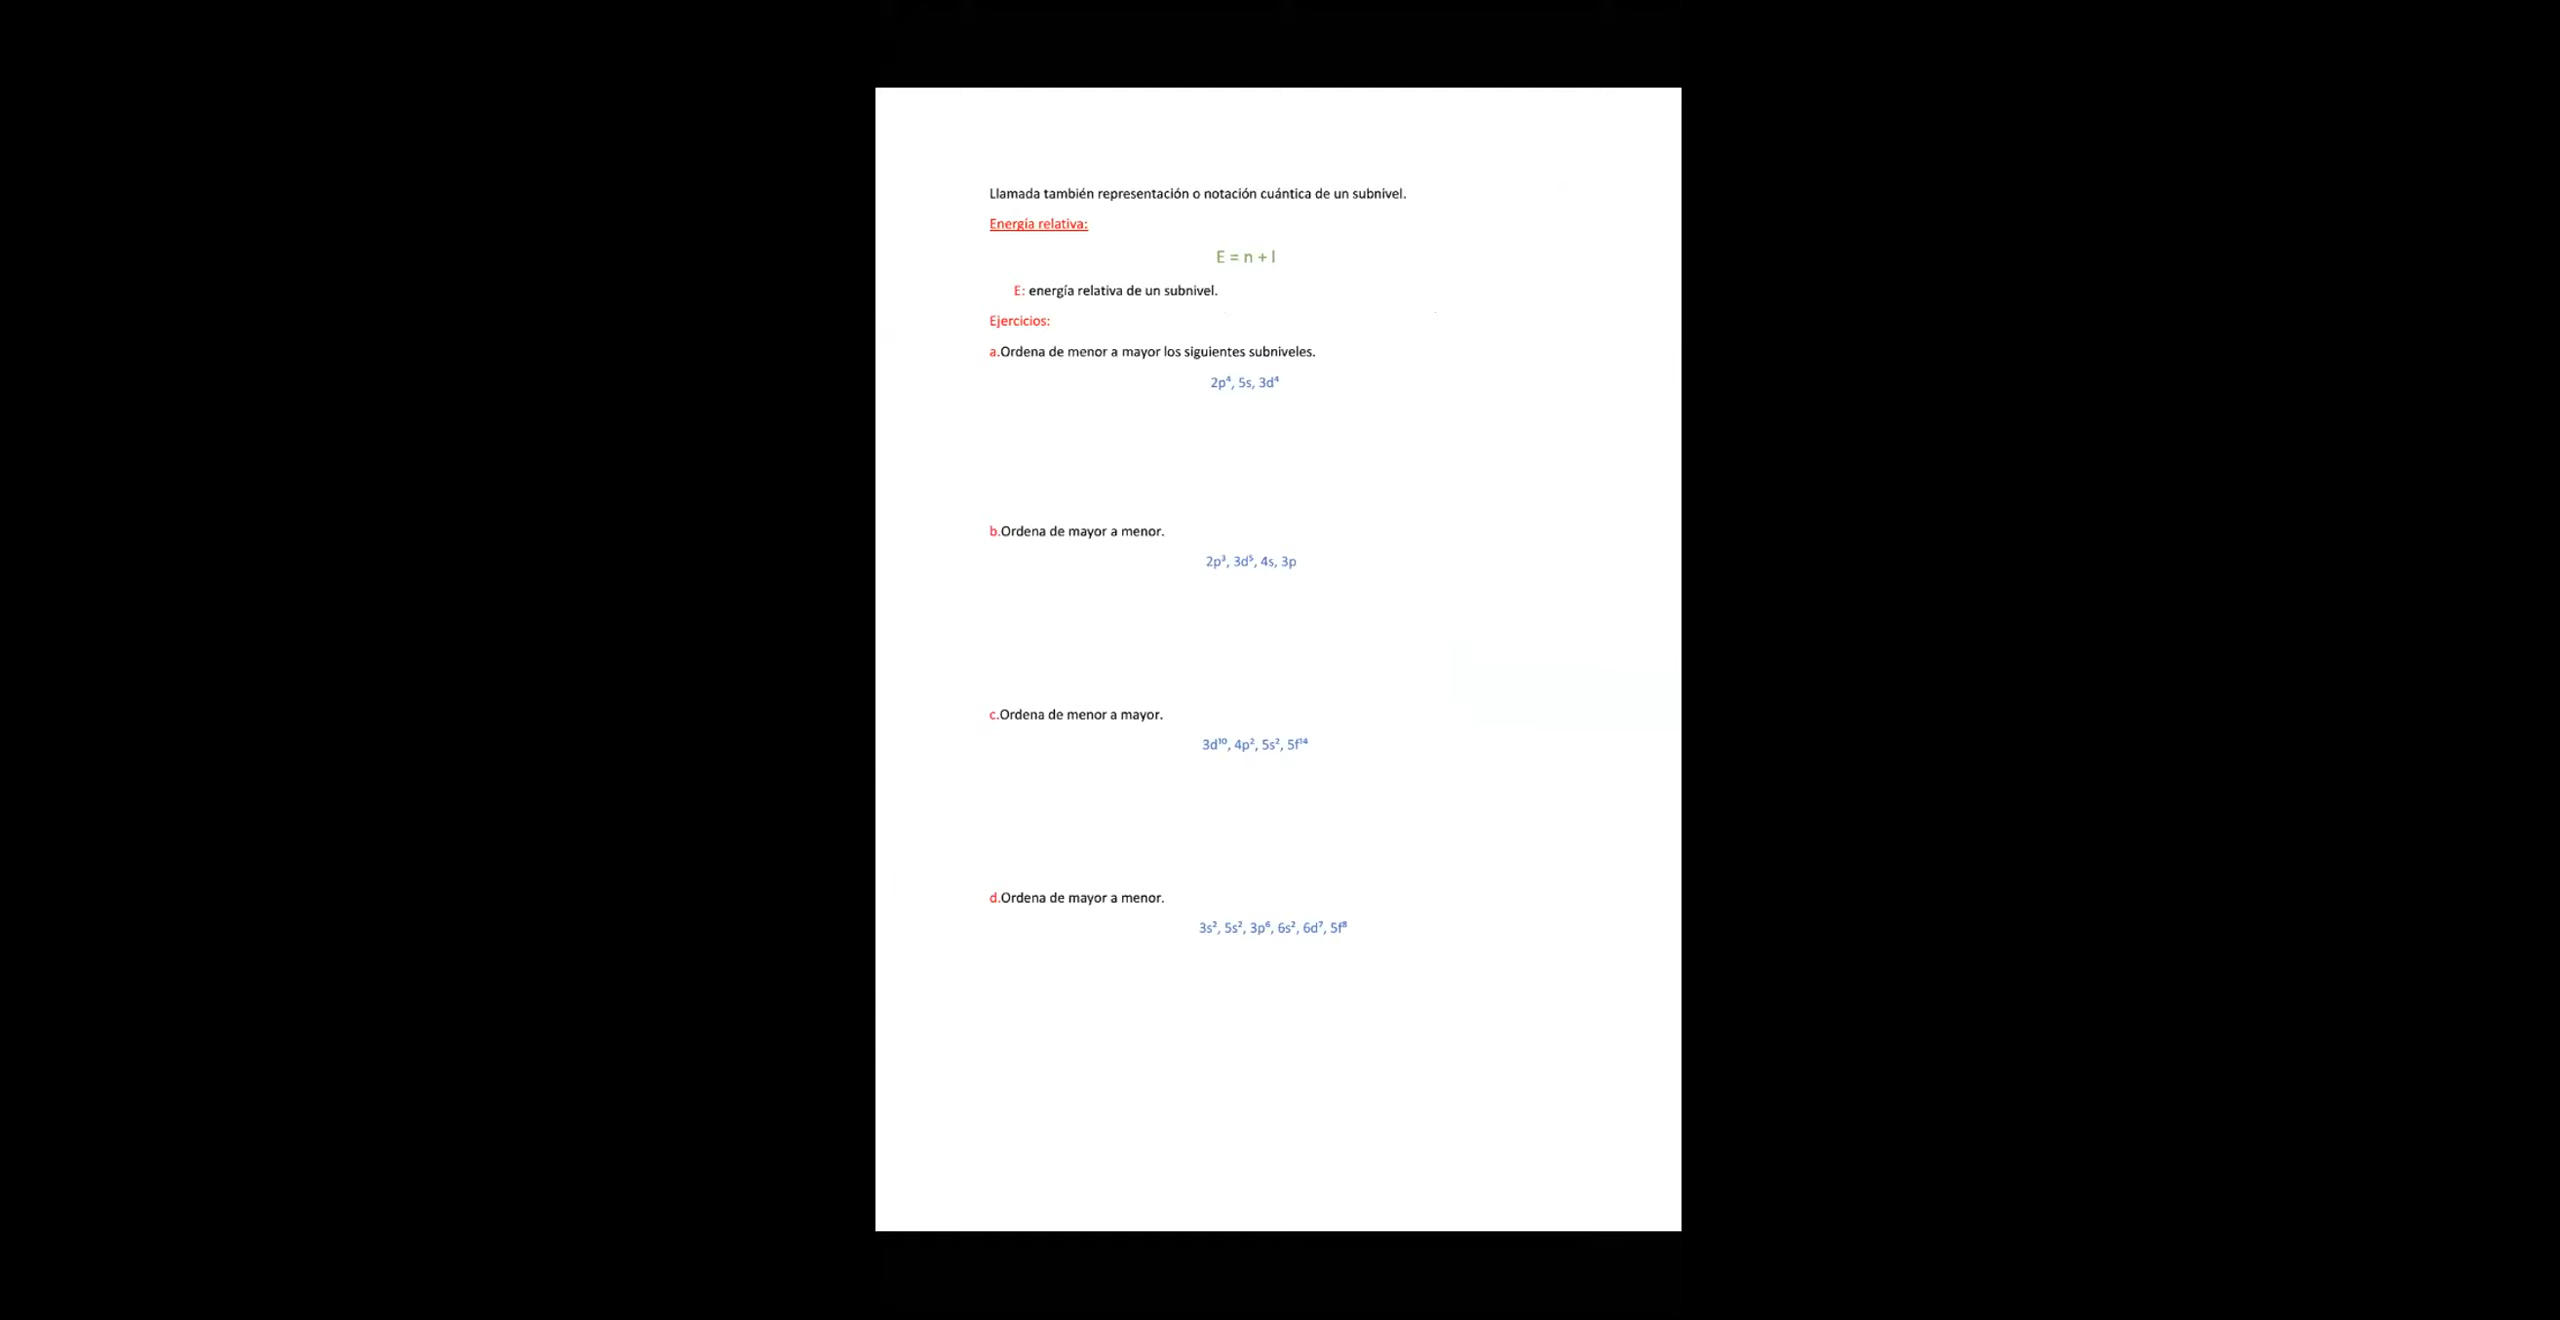 Llamada también representación o notación cuántica de un subnivel.
Energía relativa:
E = n + l
E: energía relativa de un subnivel.
Ejercicios:
a.Ordena de menor a mayor los siguientes subniveles.
2p⁴, 5s, 3d⁴
b.Ordena de mayor a menor.
2p³, 3d⁵, 4s, 3p
c.Ordena de menor a mayor.
3d¹⁰, 4p², 5s², 5f¹⁴
d.Ordena de mayor a menor.
3s², 5s², 3p⁶, 6s², 6d⁷, 5f⁸